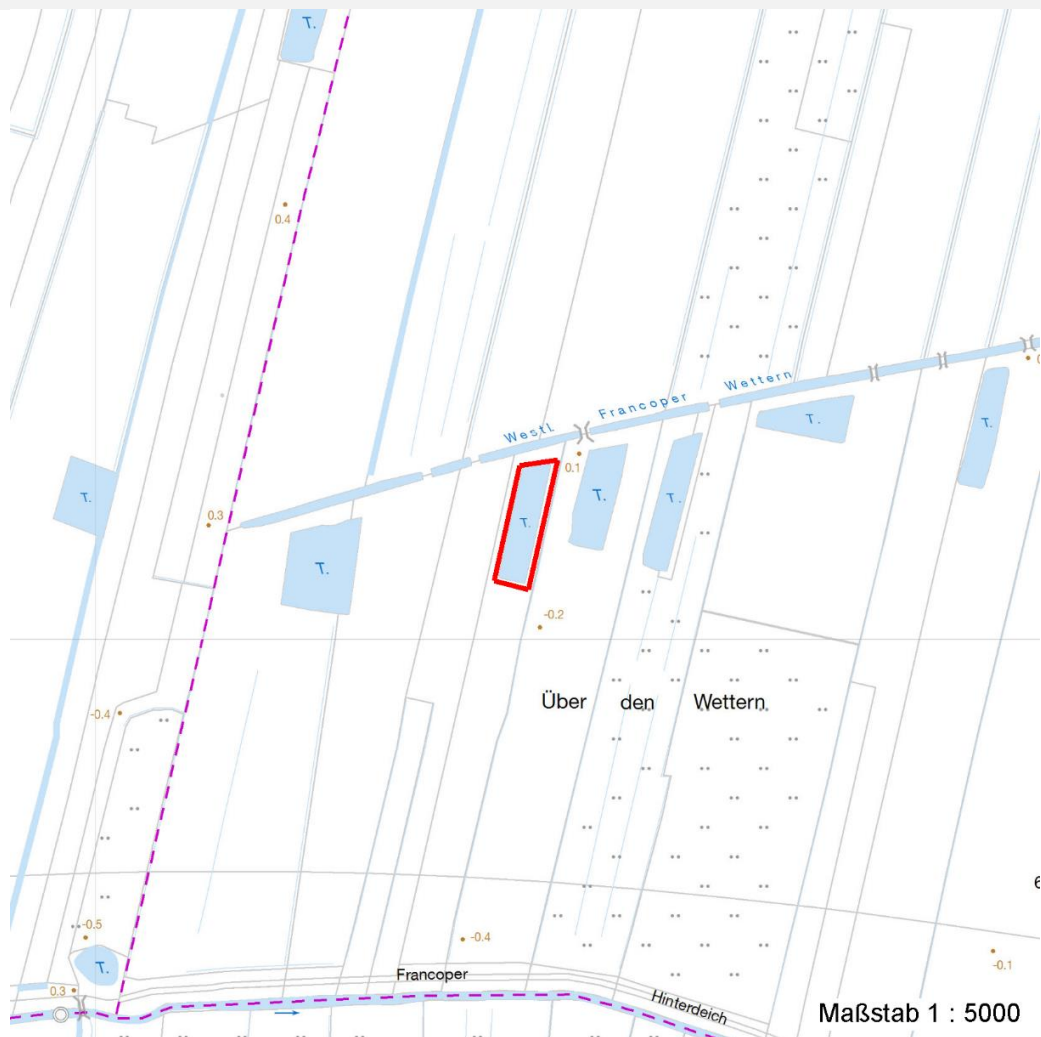 T.
0.4
Westl.
Francoper
Wettern
0.1
T.
T.
T.
T.
T.
T.
0.3
T.
-0.2
-0.4
Über den Wettern
-0.5
-0.4
T.
-0.1
0.3
Francoper
Hinterdeich
Maßstab 1 : 5000